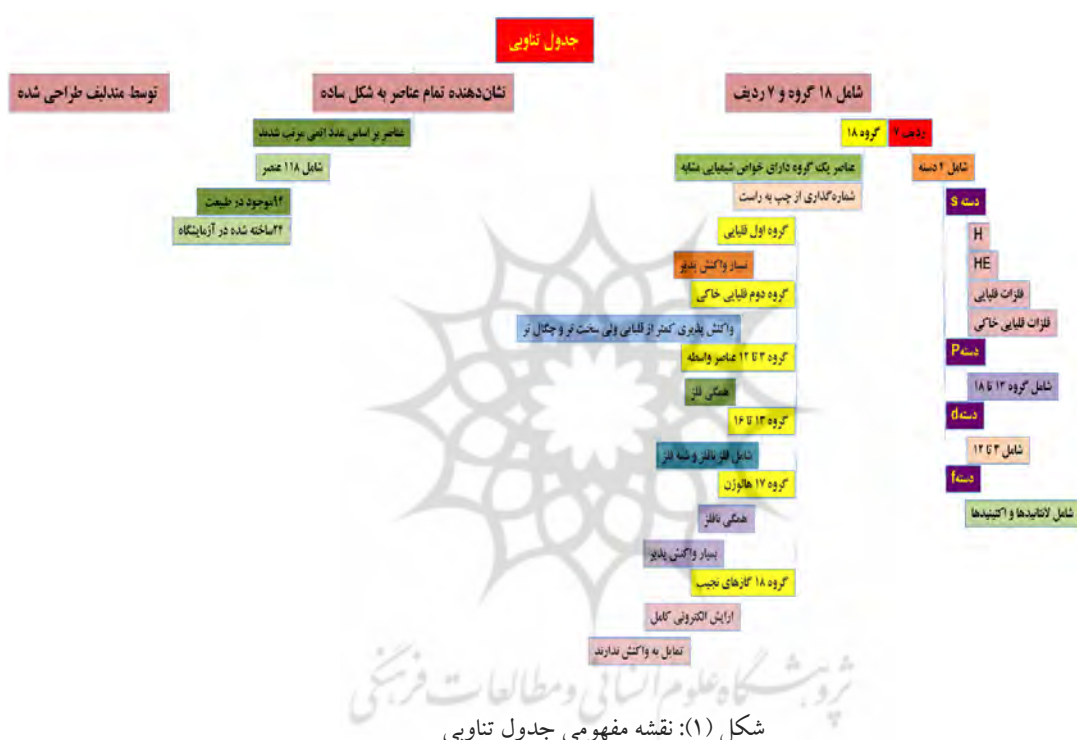 جدول تناوبی
شامل ۱۸ گروه و ۷ ردیف
نشان‌دهنده تمام عناصر به شکل ساده
توسط مندلیف طراحی شده
ردیف ۷
گروه ۱۸
شامل ۴ دسته
دسته s
H
HE
فلزات قلیایی
فلزات قلیایی خاکی
دسته P
شامل گروه ۱۳ تا ۱۸
دسته d
شامل ۳ تا ۱۲
دسته f
شامل لانتانیدها و اکتینیدها
عناصر یک گروه دارای خواص شیمیایی مشابه
شماره‌گذاری از چپ به راست
گروه اول قلیایی
بسیار واکنش پذیر
گروه دوم قلیایی خاکی
واکنش پذیری کمتر از قلیایی ولی سخت تر و چگال تر
گروه ۳ تا ۱۲ عناصر واسطه
همگی فلز
گروه ۱۳ تا ۱۶
شامل فلز نافلز و شبه فلز
گروه ۱۷ هالوژن
همگی نافلز
بسیار واکنش پذیر
گروه ۱۸ گازهای نجیب
ارایش الکترونی کامل
تمایل به واکنش ندارند
عناصر بر اساس عدد اتمی مرتب شدند
شامل ۱۱۸ عنصر
۹۴موجود در طبیعت
۲۴ساخته شده در آزمایشگاه
پژوهشگاه علوم انسانی و مطالعات فرهنگی
شکل (۱): نقشه مفهومی جدول تناوبی